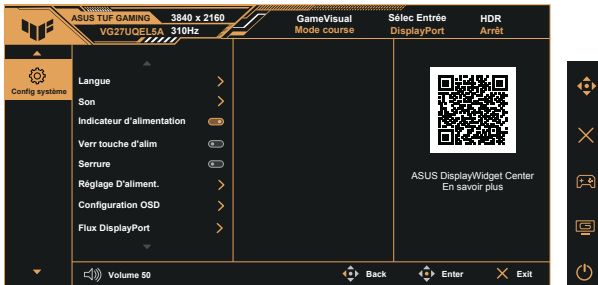 ASUS TUF GAMING 3840 x 2160
VG27UQEL5A 310Hz
GameVisual
Mode course
Sélec Entrée
DisplayPort
HDR
Arrêt
Config système
Langue
Son
Indicateur d'alimentation
Verr touche d'alim
Serrure
Réglage D'aliment.
Configuration OSD
Flux DisplayPort
ASUS DisplayWidget Center
En savoir plus
Volume 50
Back
Enter
Exit